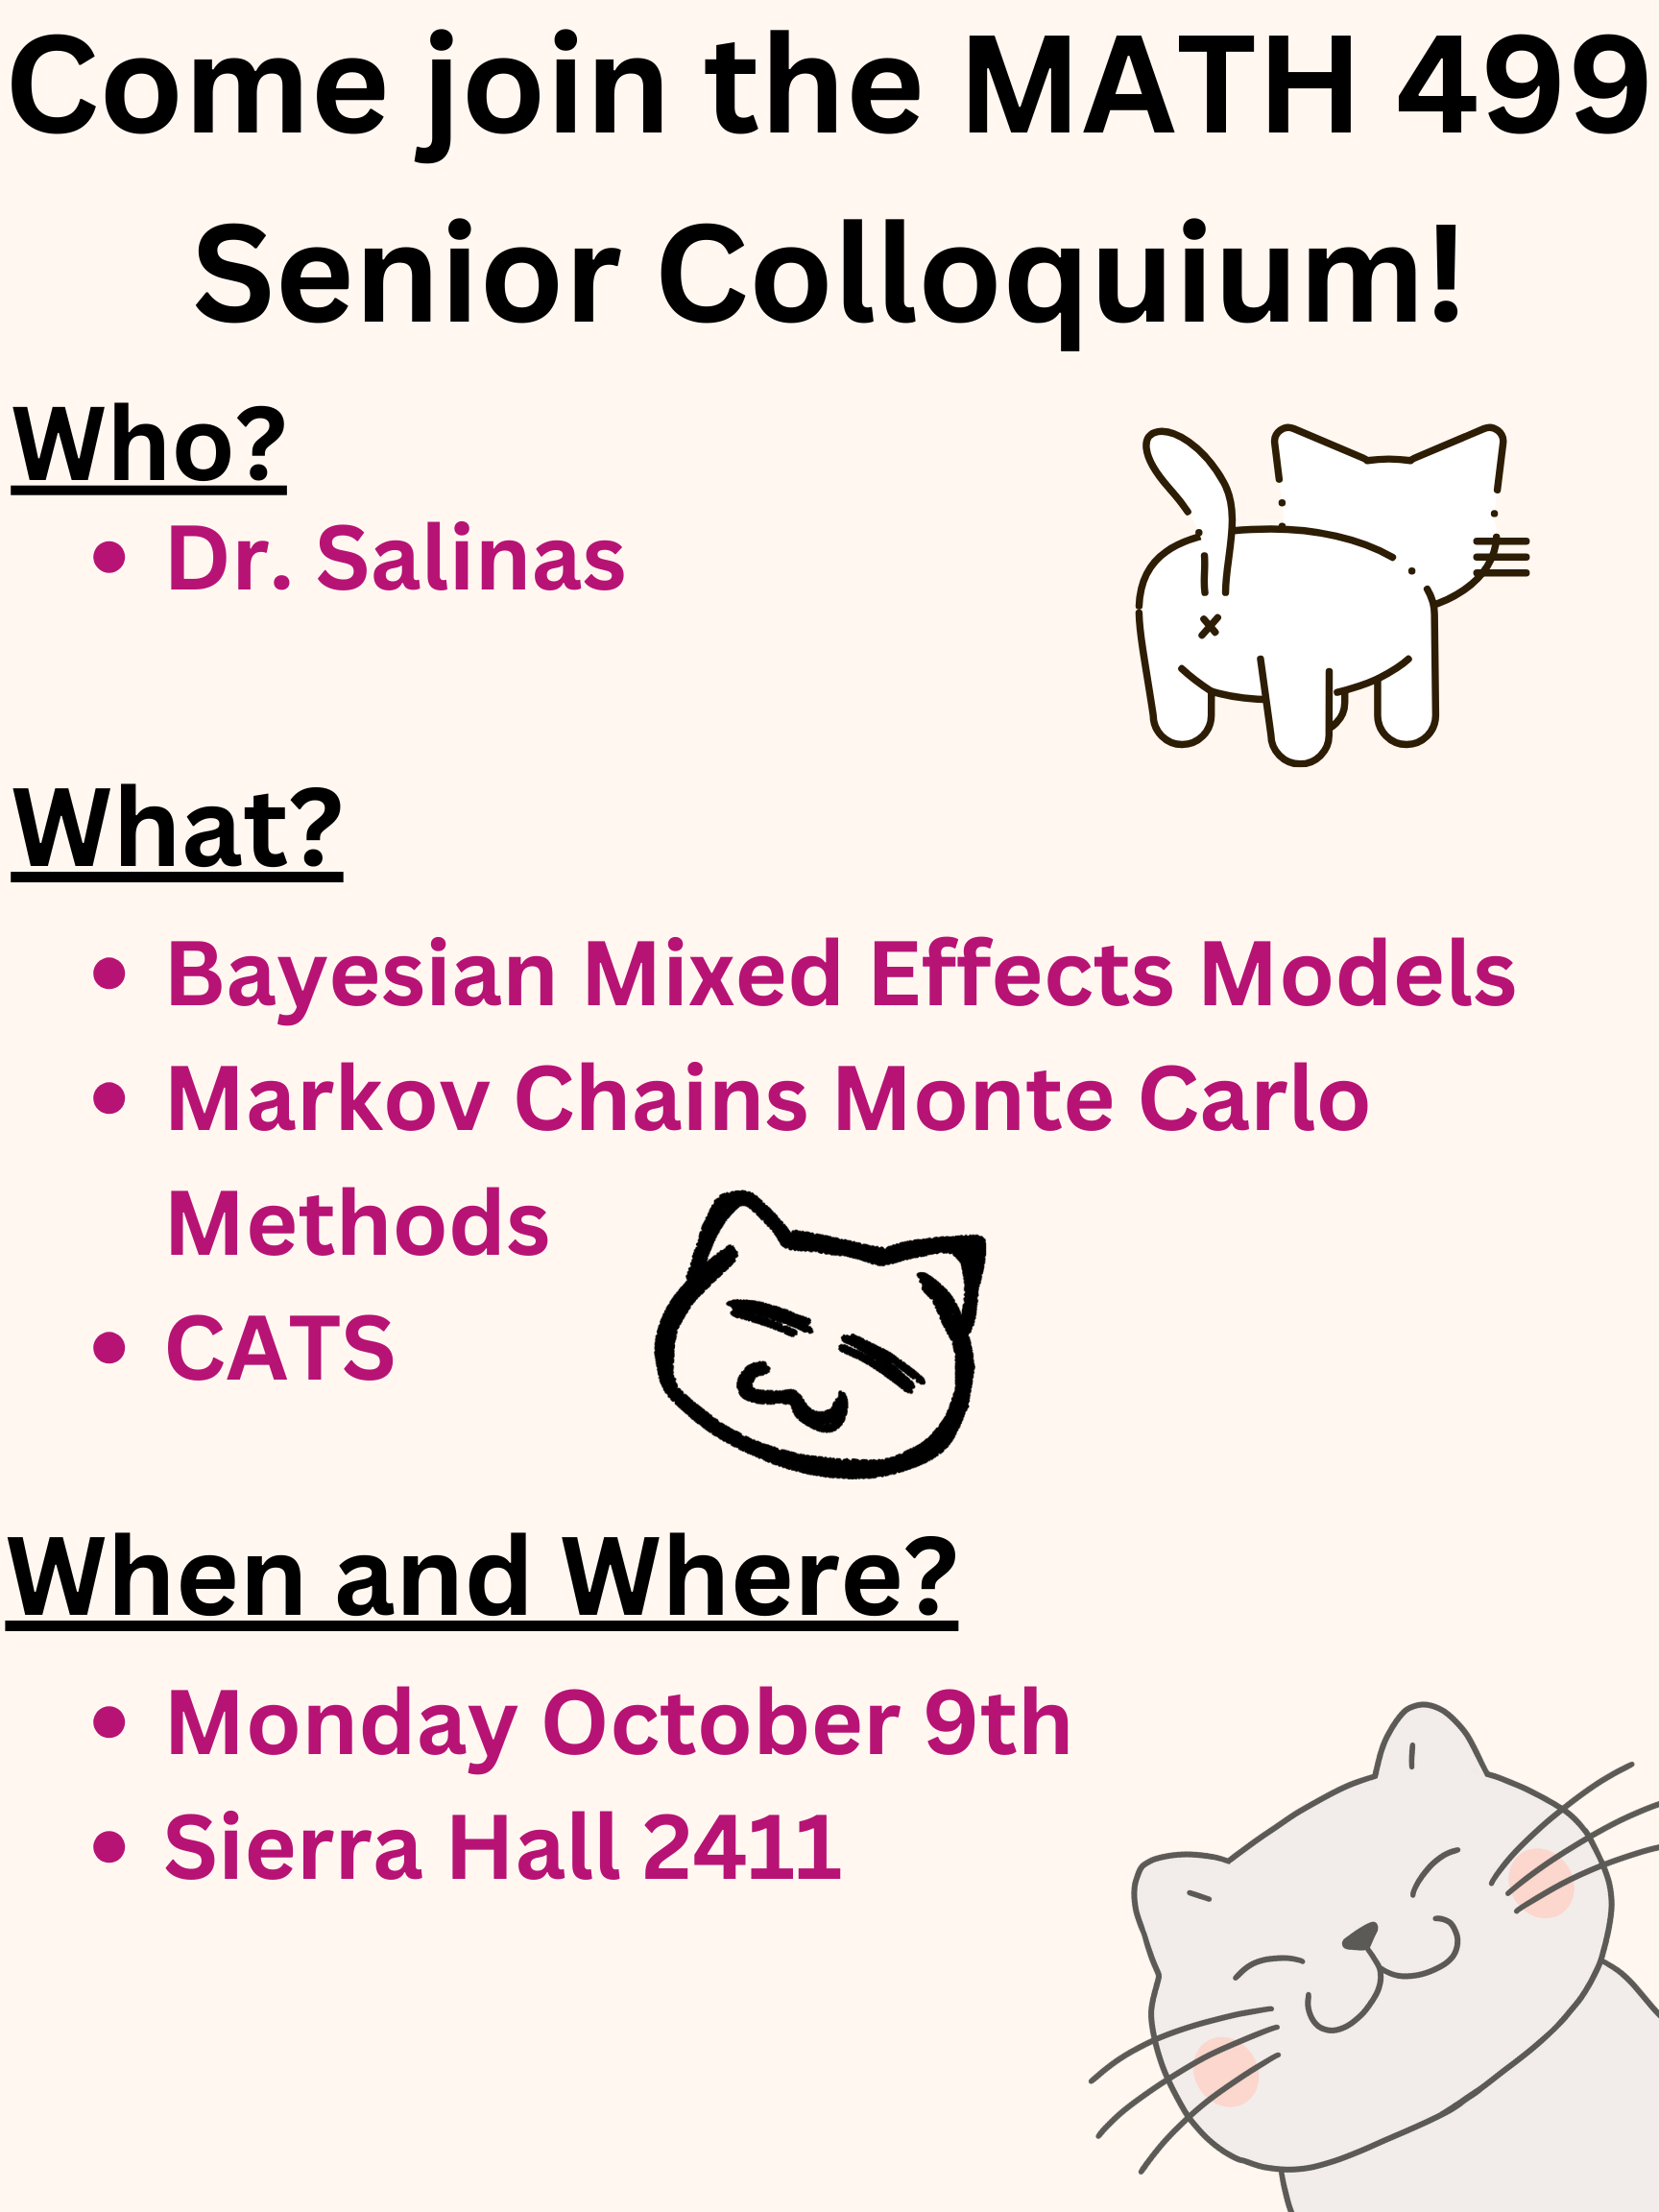 Come join the MATH 499
Senior Colloquium!
Who?
• Dr. Salinas
What?
• Bayesian Mixed Effects Models
• Markov Chains Monte Carlo
Methods
• CATS
When and Where?
• Monday October 9th
• Sierra Hall 2411